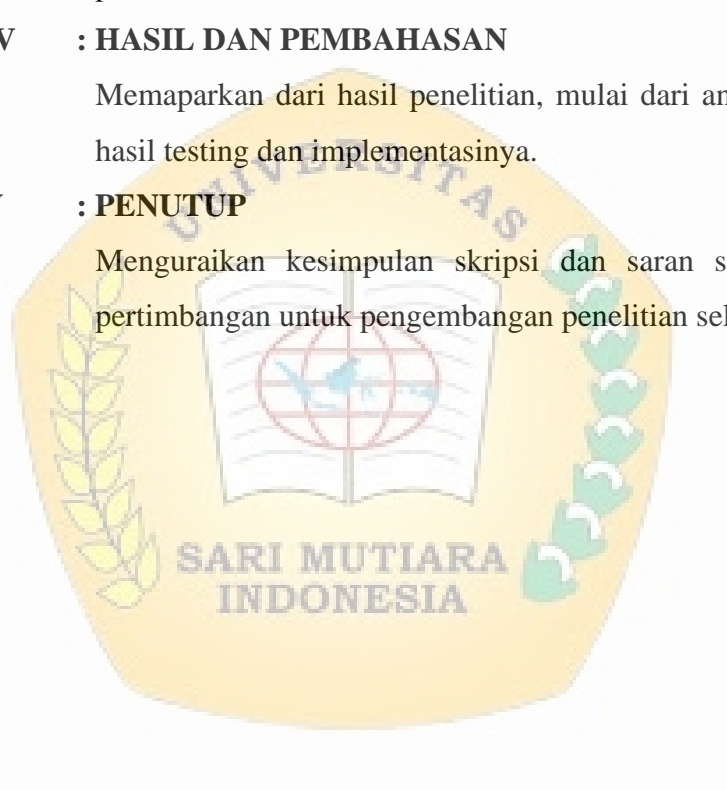 V : HASIL DAN PEMBAHASAN
Memaparkan dari hasil penelitian, mulai dari an
hasil testing dan implementasinya.
: PENUTUP
Menguraikan kesimpulan skripsi dan saran s
pertimbangan untuk pengembangan penelitian sel
UNIVERSITAS
SARI MUTIARA
INDONESIA